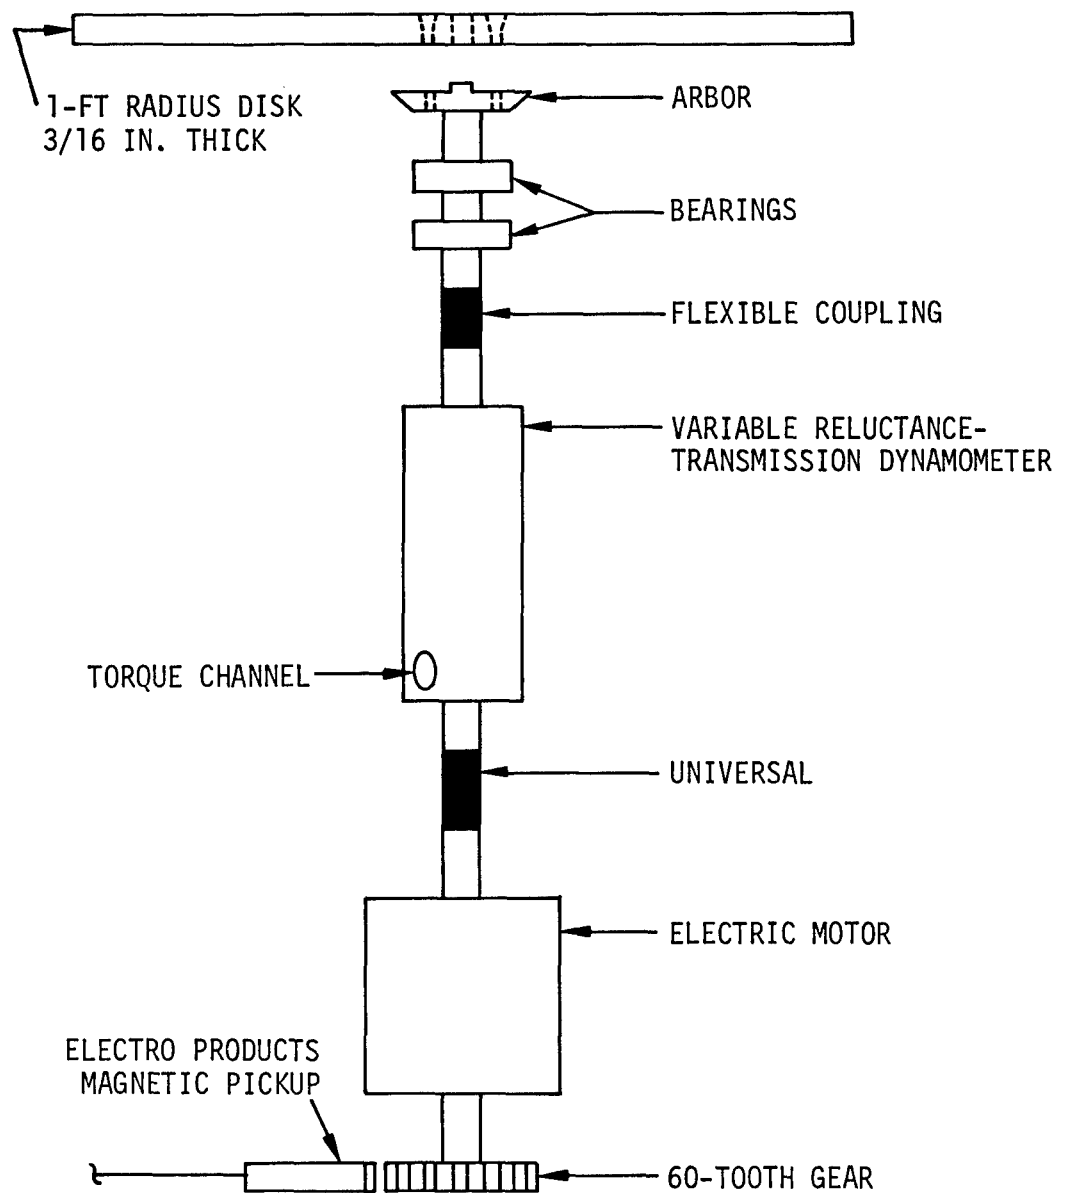 1-FT RADIUS DISK
3/16 IN. THICK
ARBOR
BEARINGS
FLEXIBLE COUPLING
VARIABLE RELUCTANCE-
TRANSMISSION DYNAMOMETER
TORQUE CHANNEL
UNIVERSAL
ELECTRIC MOTOR
ELECTRO PRODUCTS
MAGNETIC PICKUP
60-TOOTH GEAR